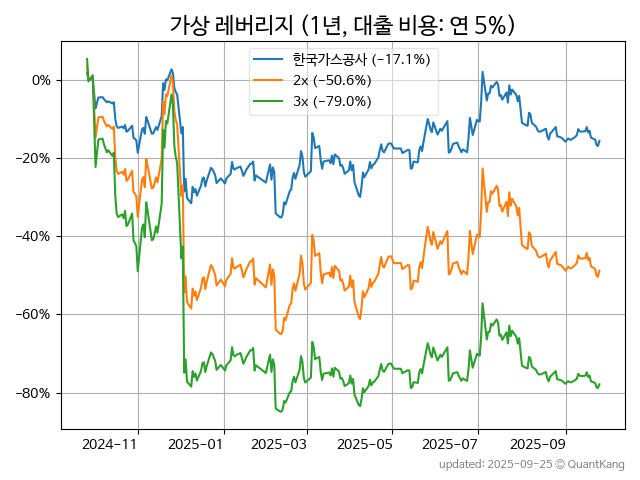 가상 레버리지 (1년, 대출 비용: 연 5%)
한국가스공사 (−17.1%)
2x (−50.6%)
3x (−79.0%)
0%
−20%
−40%
−60%
−80%
2024-11 2025-01 2025-03 2025-05 2025-07 2025-09
updated: 2025-09-25 © QuantKang